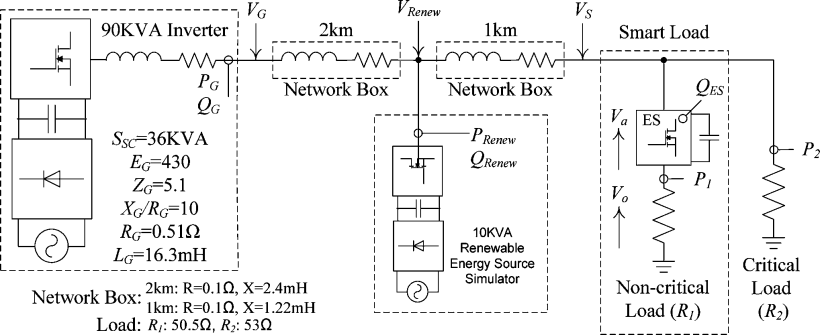 90KVA Inverter
V_G
2km
V_Renew
1km
V_S
Smart Load
P_G
Q_G
Network Box
Network Box
Q_ES
ES
V_a
P_1
V_o
P_2
S_SC=36KVA
E_G=430
Z_G=5.1
X_G/R_G=10
R_G=0.51Ω
L_G=16.3mH
P_Renew
Q_Renew
10KVA
Renewable
Energy Source
Simulator
Non-critical
Load (R_1)
Critical
Load
(R_2)
Network Box: 2km: R=0.1Ω, X=2.4mH
1km: R=0.1Ω, X=1.22mH
Load: R_1: 50.5Ω, R_2: 53Ω